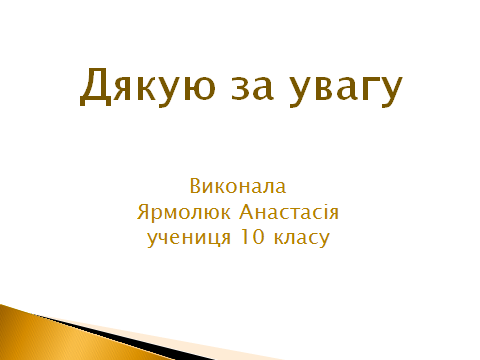 Дякую за увагу
Виконала
Ярмолюк Анастасія
учениця 10 класу